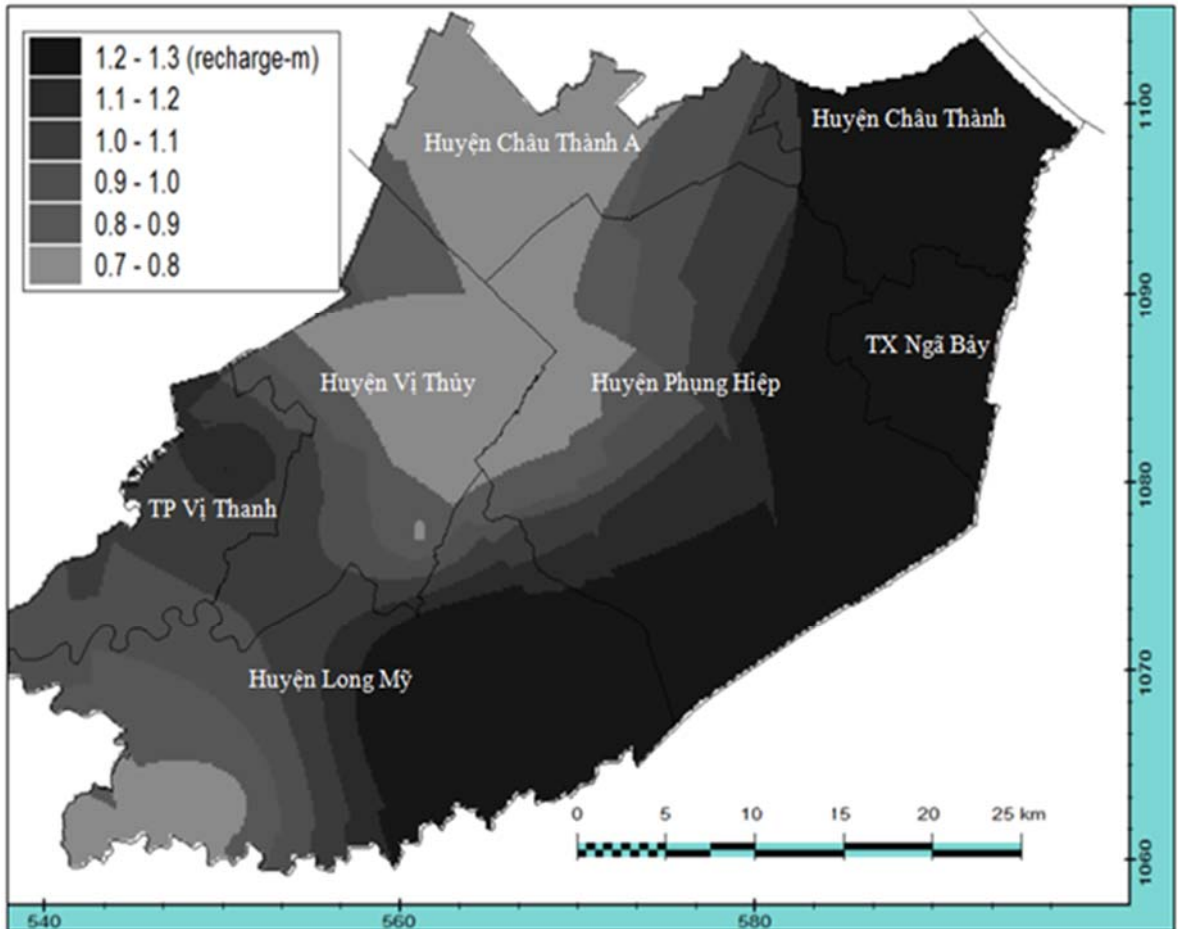 1.2 - 1.3 (recharge-m)
1.1 - 1.2
1.0 - 1.1
0.9 - 1.0
0.8 - 0.9
0.7 - 0.8
Huyện Châu Thành A
Huyện Châu Thành
TX Ngã Bảy
Huyện Vị Thủy
Huyện Phụng Hiệp
TP Vị Thanh
Huyện Long Mỹ
0 5 10 15 20 25 km
1100
1090
1080
1070
1060
540 560 580